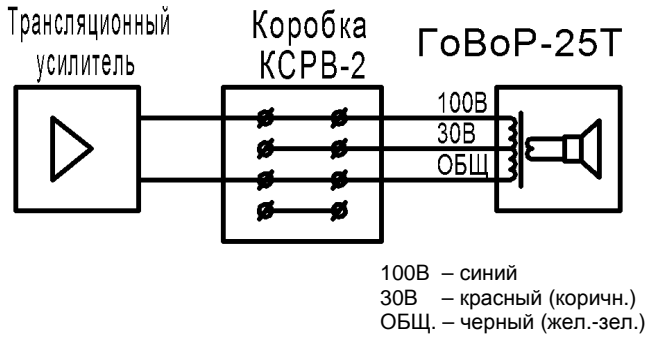 Трансляционный
усилитель
Коробка
КСРВ-2
ГоВоР-25Т
100В
30В
ОБЩ
100В – синий
30В – красный (коричн.)
ОБЩ. – черный (жел.-зел.)